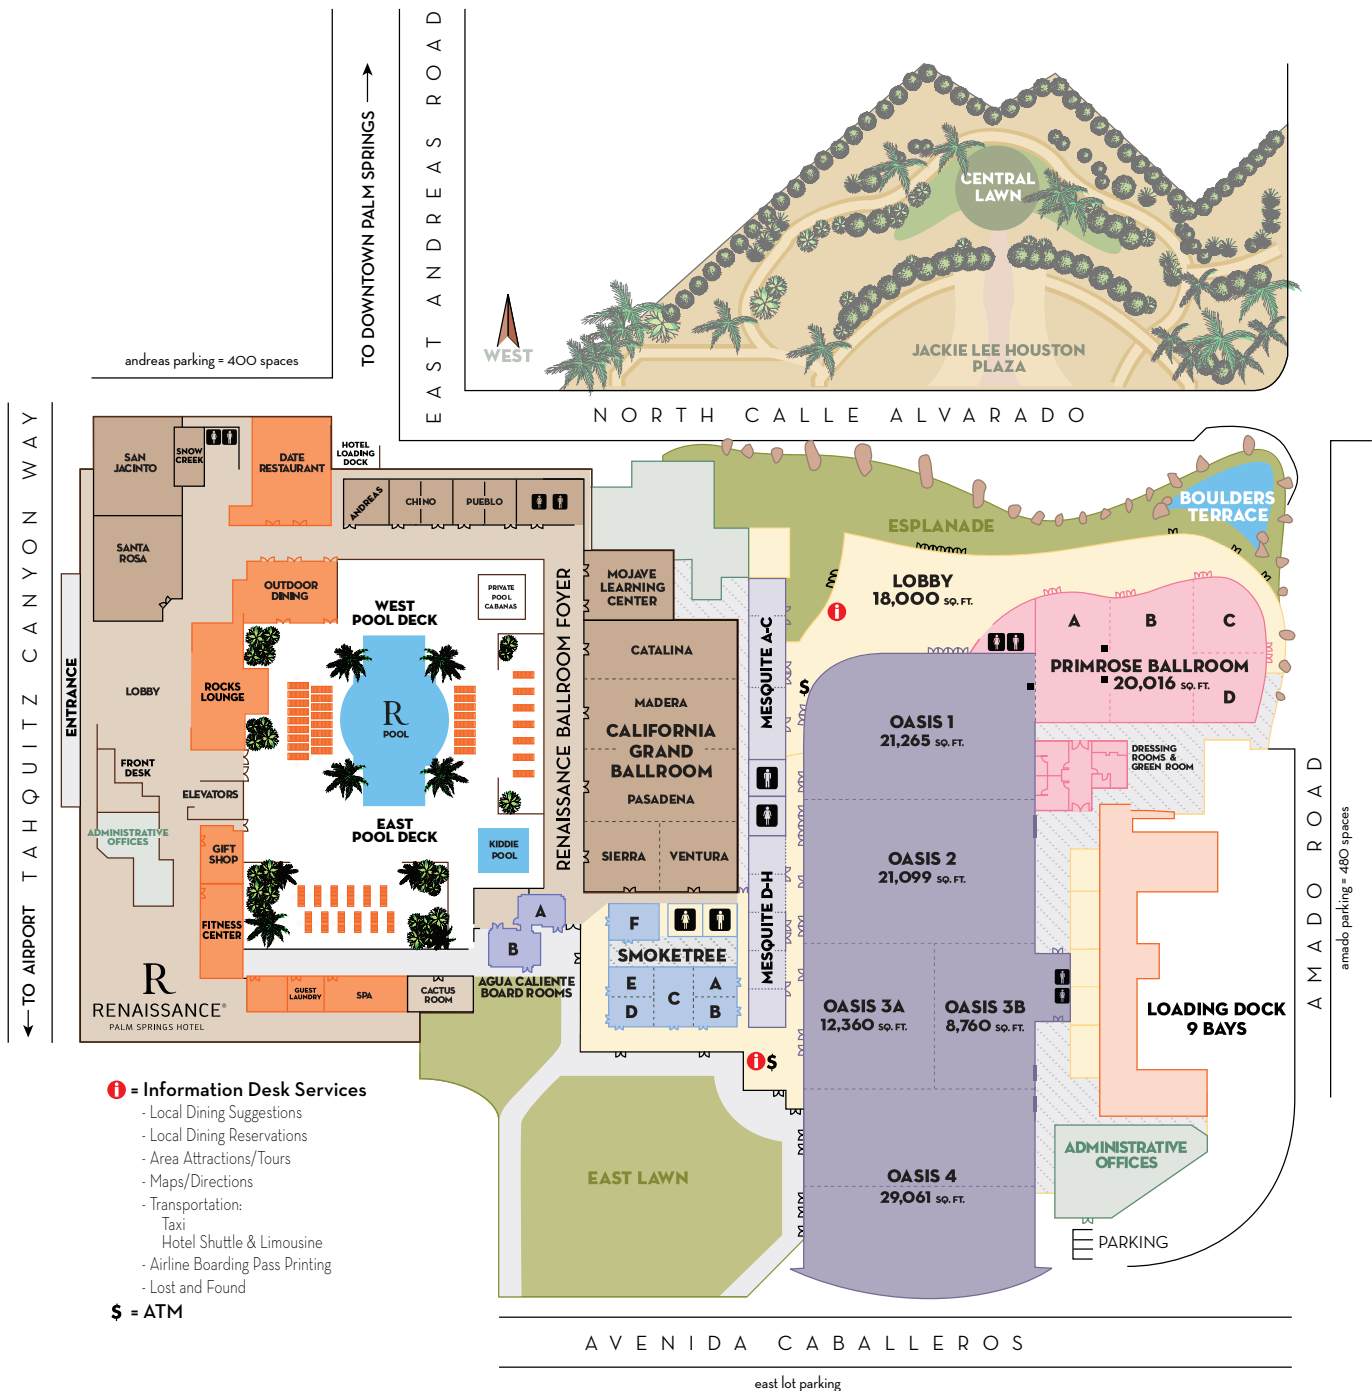 EAST ANDREAS ROAD
TO DOWNTOWN PALM SPRINGS
CENTRAL
LAWN
WEST
JACKIE LEE HOUSTON
PLAZA
andreas parking = 400 spaces
NORTH CALLE ALVARADO
TAHQUITZ CANYON WAY
TO AIRPORT
ENTRANCE
SAN
JACINTO
SNOW
CREEK
DATE
RESTAURANT
HOTEL
LOADING
DOCK
ANDREAS
CHINO
PUEBLO
SANTA
ROSA
OUTDOOR
DINING
WEST
POOL DECK
PRIVATE
POOL
CABANAS
LOBBY
ROCKS
LOUNGE
R
POOL
FRONT
DESK
ELEVATORS
ADMINISTRATIVE
OFFICES
GIFT
SHOP
EAST
POOL DECK
KIDDIE
POOL
FITNESS
CENTER
GUEST
LAUNDRY
SPA
CACTUS
ROOM
R
RENAISSANCE®
PALM SPRINGS HOTEL
A
B
AGUA CALIENTE
BOARD ROOMS
RENAISSANCE BALLROOM FOYER
MOJAVE
LEARNING
CENTER
CATALINA
MADERA
CALIFORNIA
GRAND
BALLROOM
PASADENA
SIERRA
VENTURA
F
SMOKETREE
E
D
C
A
B
MESQUITE A-C
MESQUITE D-H
ESPLANADE
BOULDERS
TERRACE
LOBBY
18,000 SQ. FT.
i
$
A
B
C
PRIMROSE BALLROOM
20,016 SQ. FT.
D
DRESSING
ROOMS &
GREEN ROOM
OASIS 1
21,265 SQ. FT.
OASIS 2
21,099 SQ. FT.
OASIS 3A
12,360 SQ. FT.
OASIS 3B
8,760 SQ. FT.
OASIS 4
29,061 SQ. FT.
i $
LOADING DOCK
9 BAYS
AMADO ROAD
amado parking = 480 spaces
ADMINISTRATIVE
OFFICES
PARKING
EAST LAWN
i = Information Desk Services
- Local Dining Suggestions
- Local Dining Reservations
- Area Attractions/Tours
- Maps/Directions
- Transportation:
Taxi
Hotel Shuttle & Limousine
- Airline Boarding Pass Printing
- Lost and Found
$ = ATM
AVENIDA CABALLEROS
east lot parking